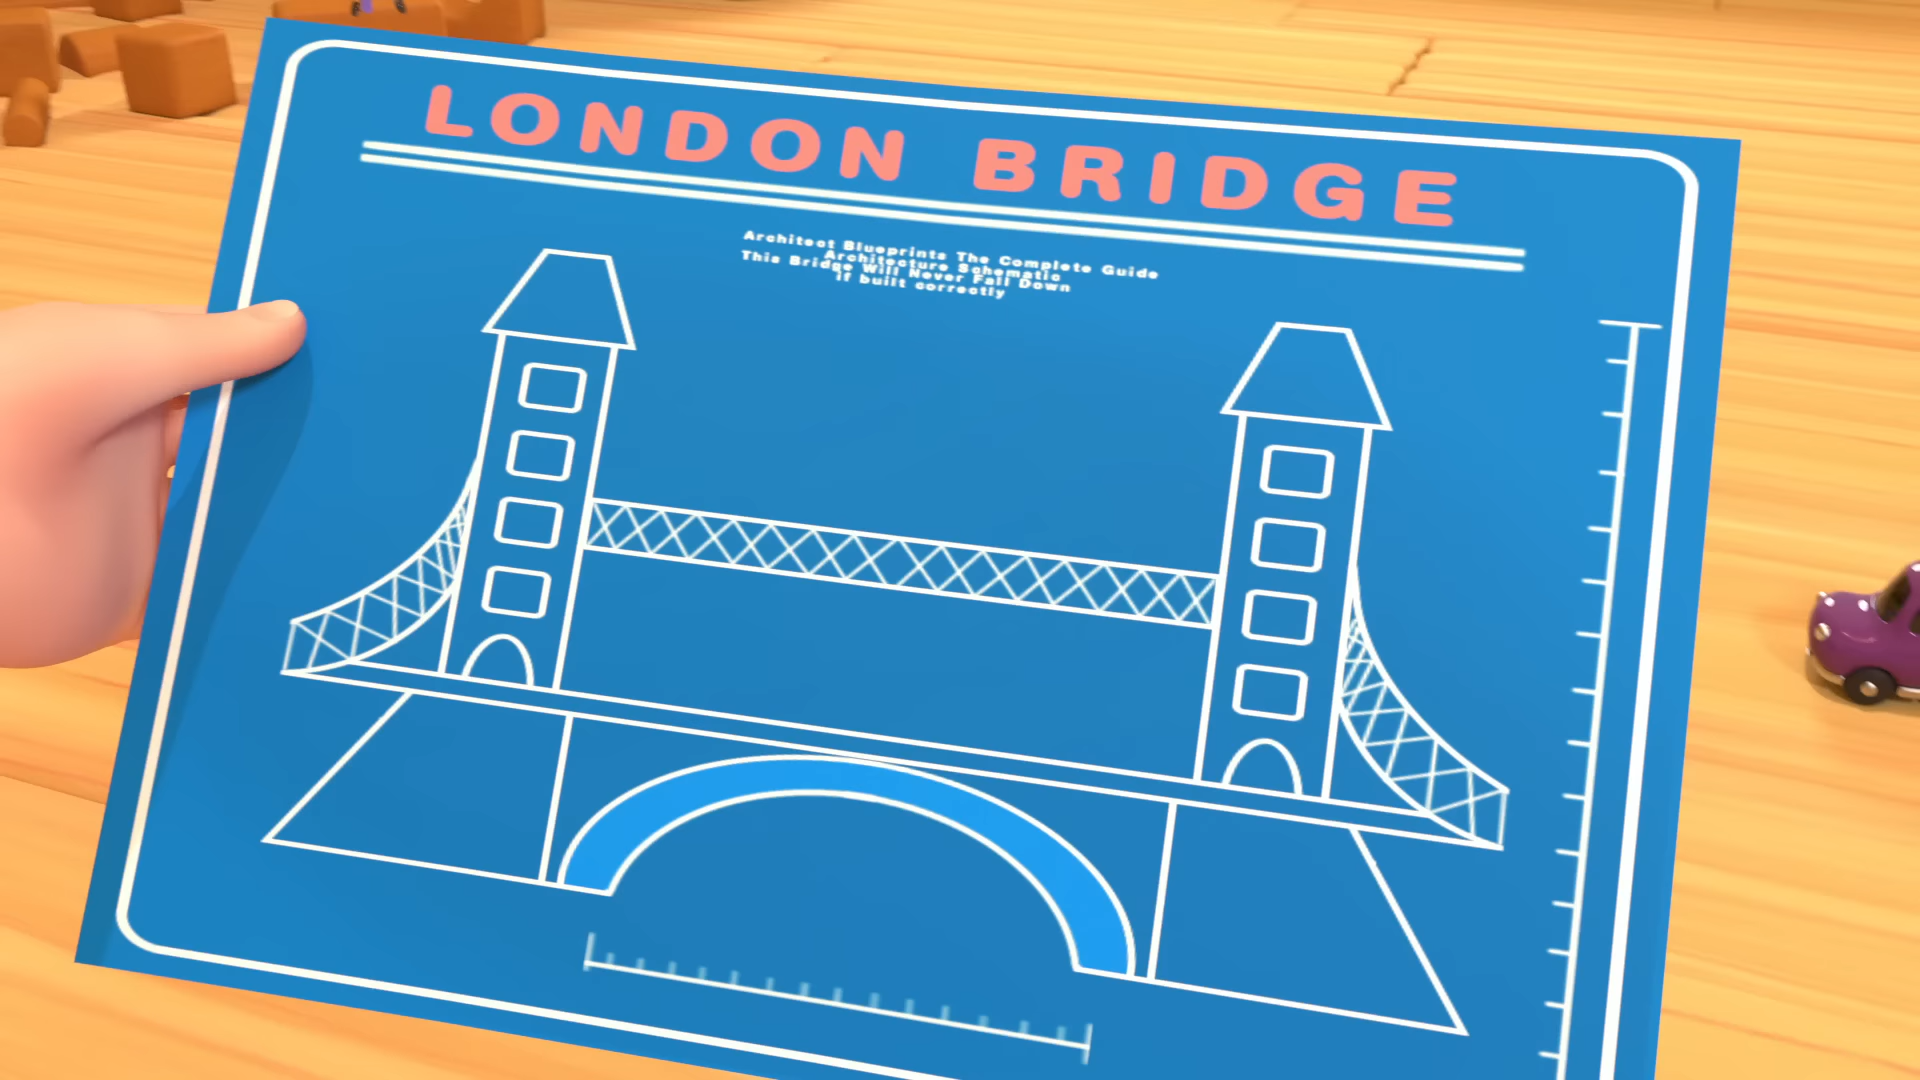 LONDON BRIDGE
Architect Blueprints The Complete Guide
Architecture Schematic
This Bridge Will Never Fall Down
if built correctly